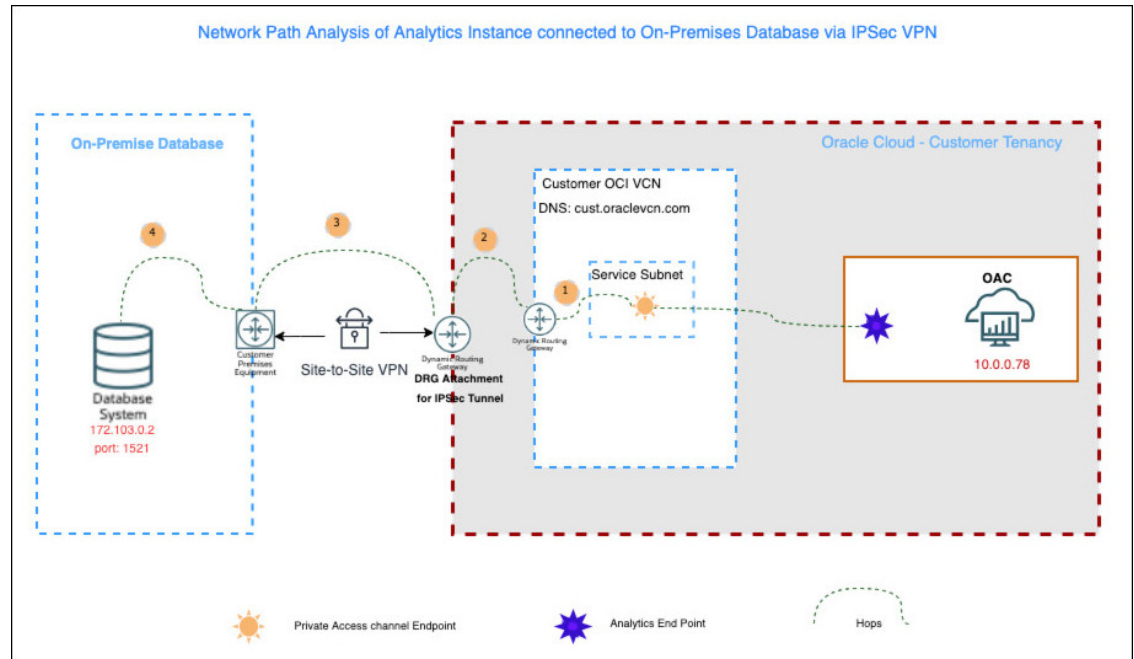 Network Path Analysis of Analytics Instance connected to On-Premises Database via IPSec VPN
On-Premise Database
Oracle Cloud - Customer Tenancy
Customer OCI VCN
DNS: cust.oraclevcn.com
4
3
2
1
Service Subnet
OAC
10.0.0.78
Customer
Premises
Equipment
Site-to-Site VPN
Dynamic Routing
Gateway
DRG Attachment
for IPSec Tunnel
Dynamic Routing
Gateway
Database
System
172.103.0.2
port: 1521
Private Access channel Endpoint
Analytics End Point
Hops